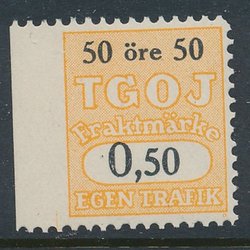 50 öre 50
TGOJ
Fraktmärke
0,50
EGEN TRAFIK